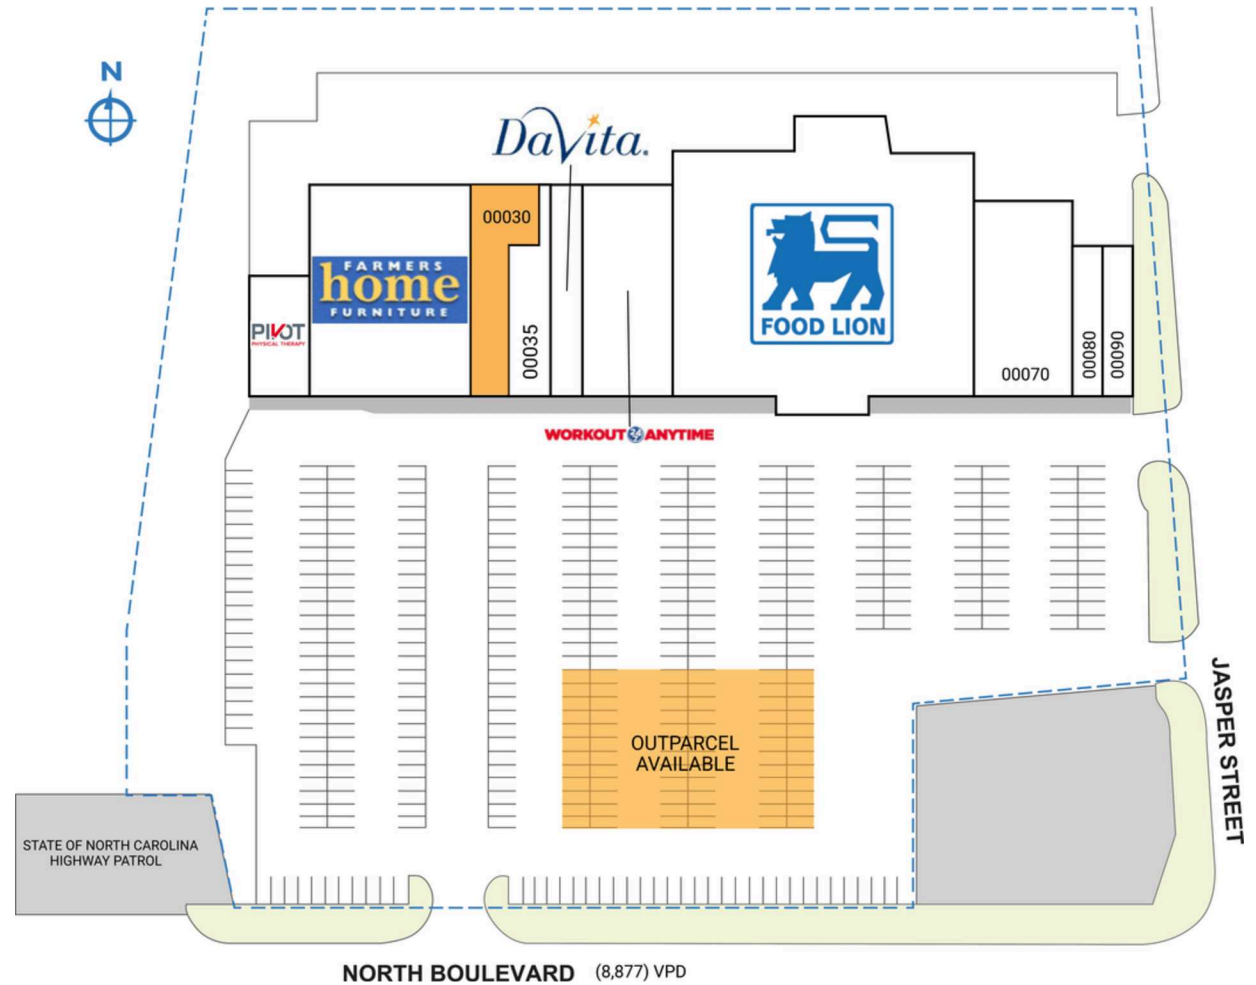 N
DaVita.
00030
FARMERS
home
FURNITURE
PIVOT
PHYSICAL THERAPY
00035
FOOD LION
00070
00080
00090
WORKOUT 24 ANYTIME
OUTPARCEL
AVAILABLE
JASPER STREET
STATE OF NORTH CAROLINA
HIGHWAY PATROL
NORTH BOULEVARD (8,877) VPD